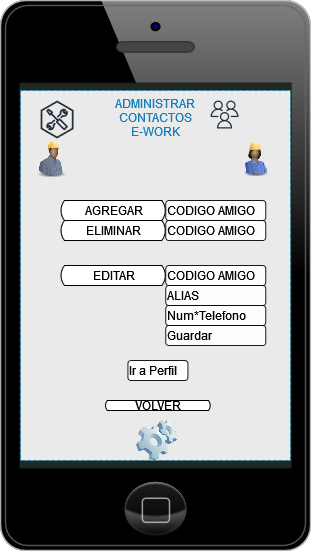 ADMINISTRAR
CONTACTOS
E-WORK
AGREGAR CODIGO AMIGO
ELIMINAR CODIGO AMIGO
EDITAR CODIGO AMIGO
ALIAS
Num*Telefono
Guardar
Ir a Perfil
VOLVER